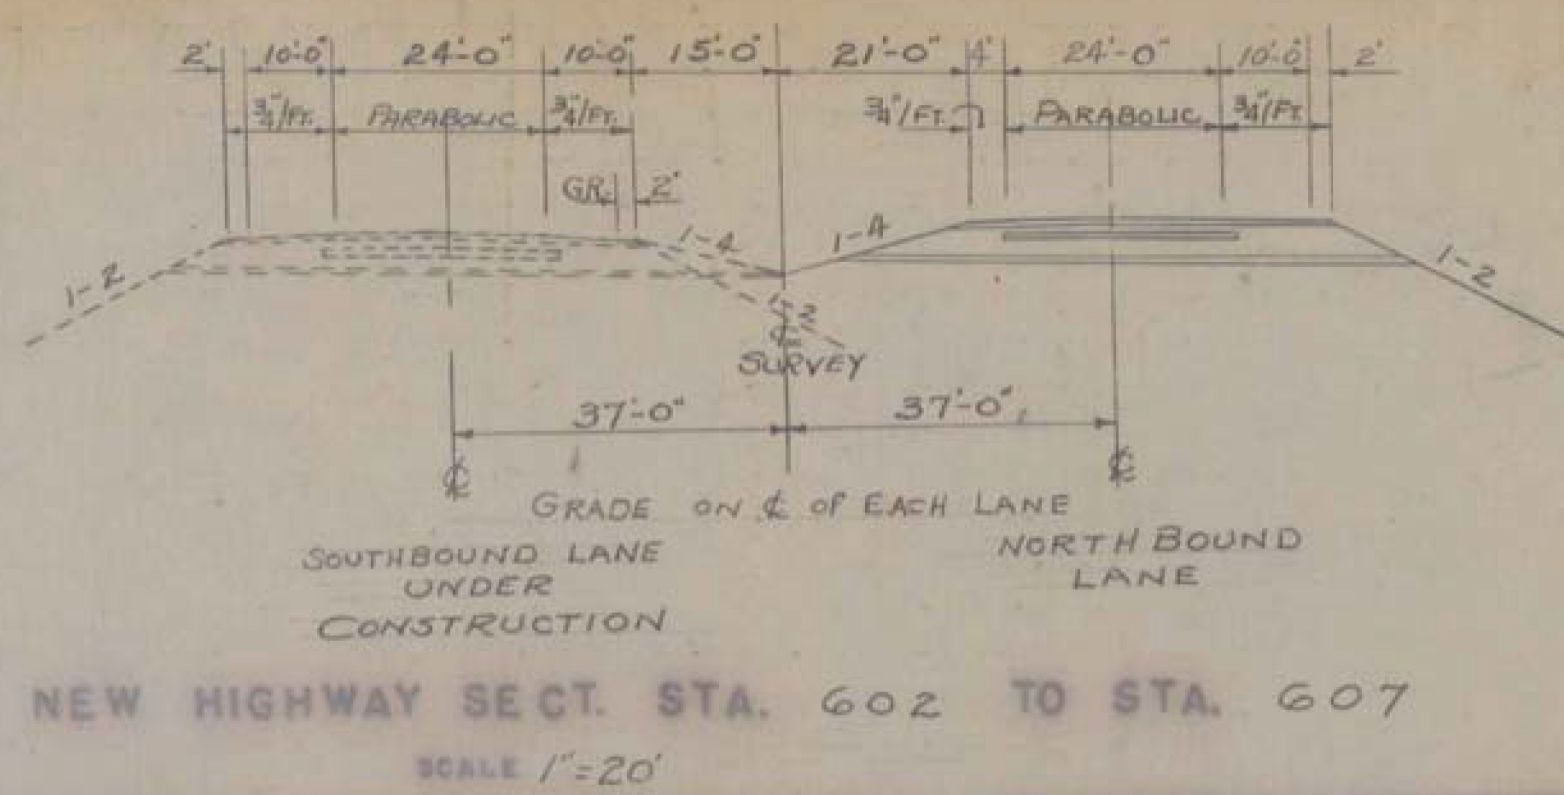 2' 10'-0" 24'-0" 10'-0" 15'-0" 21'-0" 4' 24'-0" 10'-0" 2'
3/4"/FT. PARABOLIC 3/4"/FT. 3/4"/FT. PARABOLIC 3/4"/FT.
GR. 2'
1-2 1-4 1-4 1-2
1-2
℄
SURVEY
37'-0" 37'-0"
℄ ℄
GRADE ON ℄ OF EACH LANE
SOUTHBOUND LANE
UNDER
CONSTRUCTION
NORTH BOUND
LANE
NEW HIGHWAY SECT. STA. 602 TO STA. 607
SCALE 1"=20'